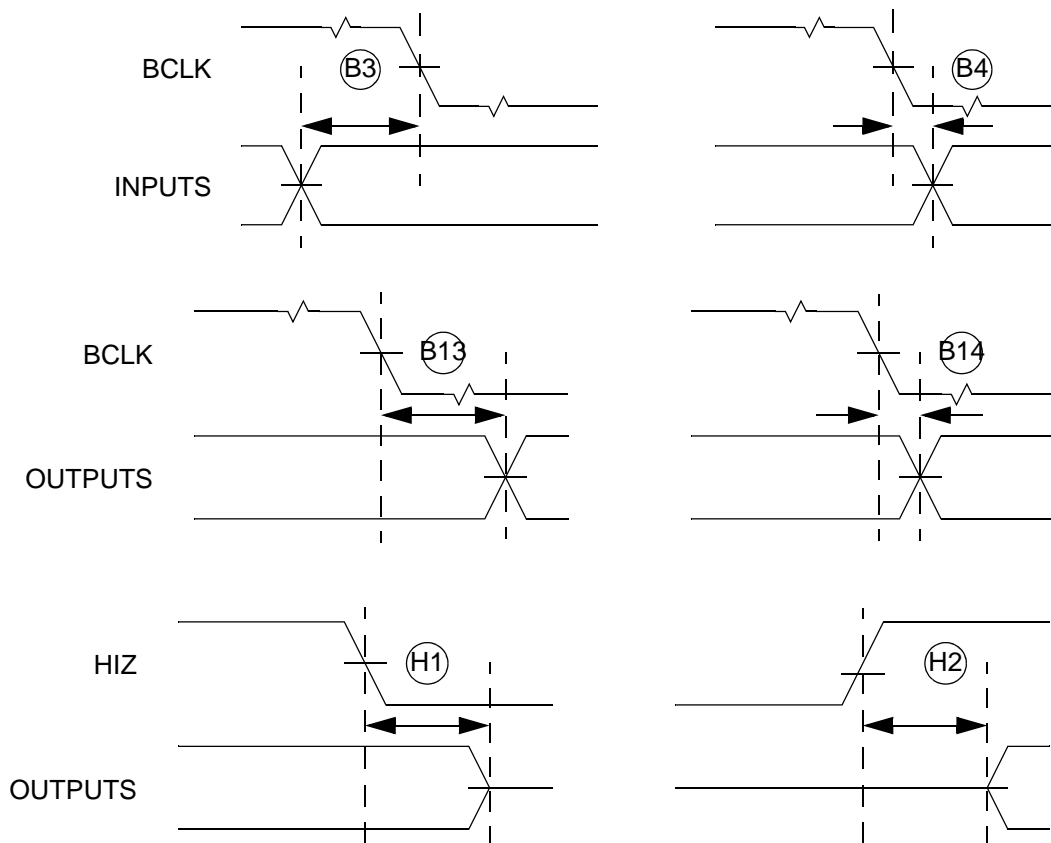 BCLK
B3
B4
INPUTS
BCLK
B13
B14
OUTPUTS
HIZ
H1
H2
OUTPUTS